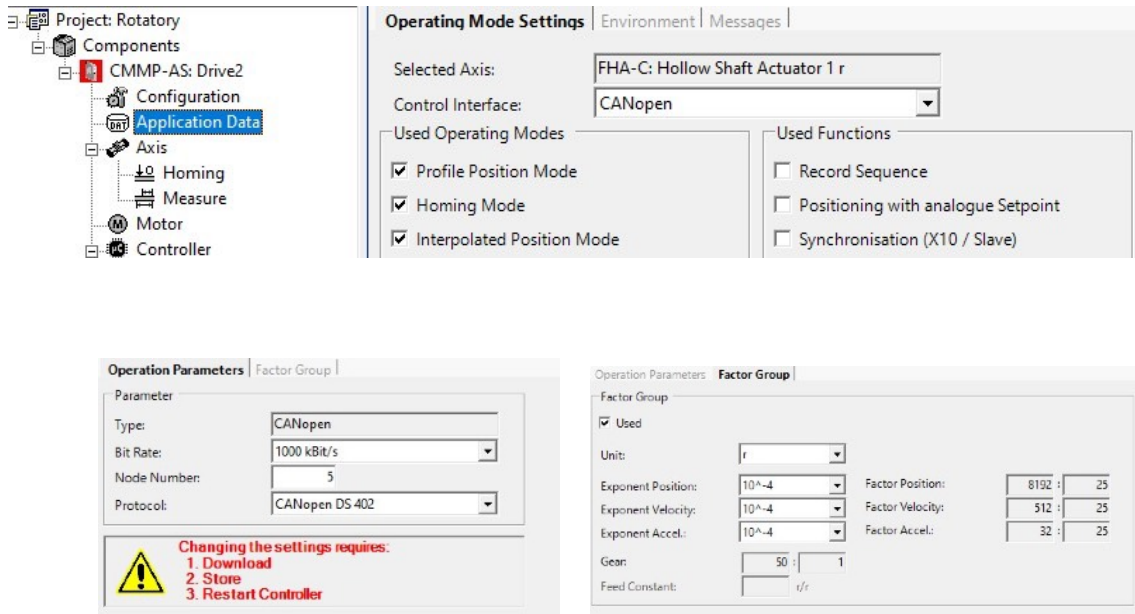 Project: Rotatory
Components
CMMP-AS: Drive2
Configuration
DAT Application Data
Axis
Homing
Measure
M Motor
µC Controller
Operating Mode Settings Environment Messages
Selected Axis: FHA-C: Hollow Shaft Actuator 1 r
Control Interface: CANopen
Used Operating Modes
Profile Position Mode
Homing Mode
Interpolated Position Mode
Used Functions
Record Sequence
Positioning with analogue Setpoint
Synchronisation (X10 / Slave)
Operation Parameters Factor Group
Parameter
Type: CANopen
Bit Rate: 1000 kBit/s
Node Number: 5
Protocol: CANopen DS 402
Changing the settings requires:
1. Download
2. Store
3. Restart Controller
Operation Parameters Factor Group
Factor Group
Used
Unit: r
Exponent Position: 10^-4 Factor Position: 8192 : 25
Exponent Velocity: 10^-4 Factor Velocity: 512 : 25
Exponent Accel.: 10^-4 Factor Accel.: 32 : 25
Gear: 50 : 1
Feed Constant: r/r